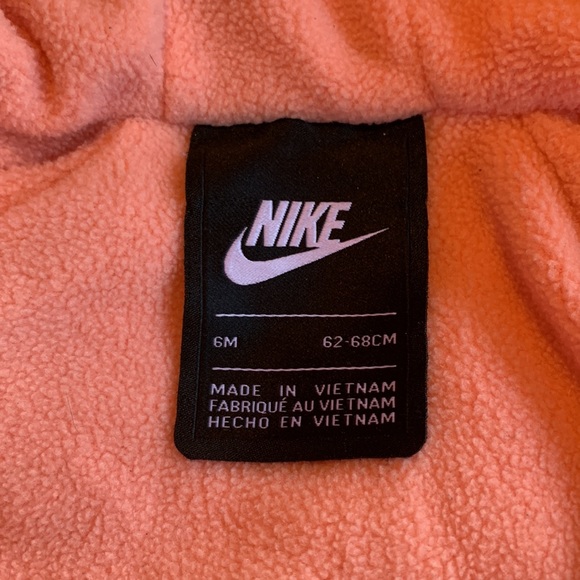 NIKE
6M 62-68CM
MADE IN VIETNAM
FABRIQUÉ AU VIETNAM
HECHO EN VIETNAM